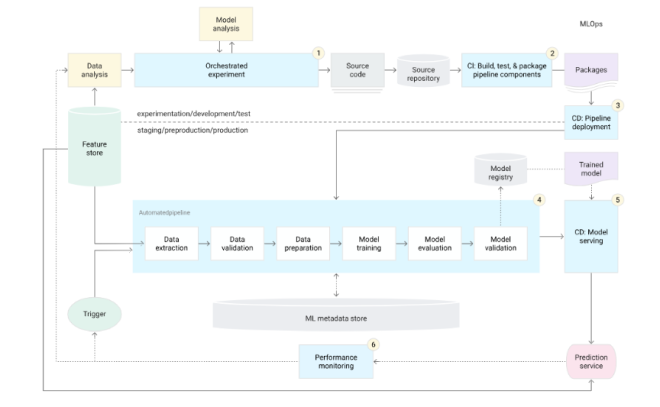 MLOps
Model
analysis
Data
analysis
1
Orchestrated
experiment
Source
code
Source
repository
2
CI: Build, test, & package
pipeline components
Packages
experimentation/development/test
staging/preproduction/production
3
CD: Pipeline
deployment
Feature
store
Model
registry
Trained
model
4
Automatedpipeline
Data
extraction
Data
validation
Data
preparation
Model
training
Model
evaluation
Model
validation
5
CD: Model
serving
Trigger
ML metadata store
6
Performance
monitoring
Prediction
service